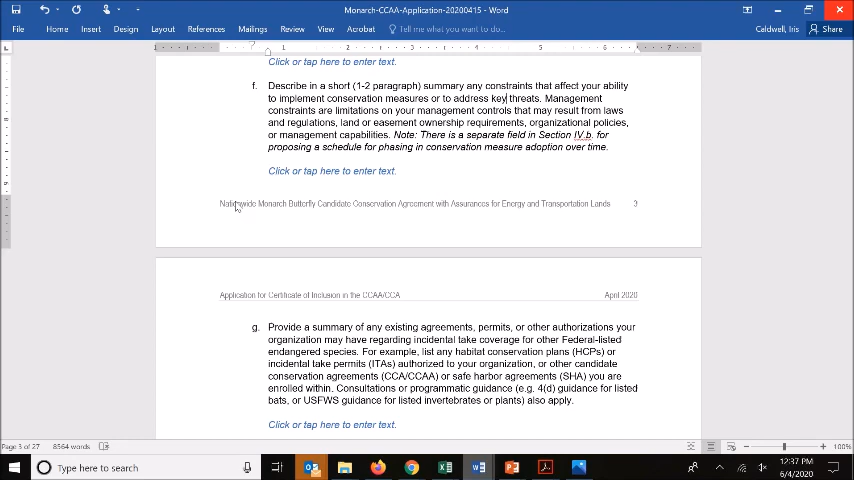 Monarch-CCAA-Application-20200415 - Word
Caldwell, Iris
File Home Insert Design Layout References Mailings Review View Acrobat Tell me what you want to do... Share
1 1 2 3 4 5 6 7
Click or tap here to enter text.
f. Describe in a short (1-2 paragraph) summary any constraints that affect your ability
to implement conservation measures or to address key threats. Management
constraints are limitations on your management controls that may result from laws
and regulations, land or easement ownership requirements, organizational policies,
or management capabilities. Note: There is a separate field in Section IV.b. for
proposing a schedule for phasing in conservation measure adoption over time.
Click or tap here to enter text.
Nationwide Monarch Butterfly Candidate Conservation Agreement with Assurances for Energy and Transportation Lands 3
Application for Certificate of Inclusion in the CCAA/CCA April 2020
g. Provide a summary of any existing agreements, permits, or other authorizations your
organization may have regarding incidental take coverage for other Federal-listed
endangered species. For example, list any habitat conservation plans (HCPs) or
incidental take permits (ITAs) authorized to your organization, or other candidate
conservation agreements (CCA/CCAA) or safe harbor agreements (SHA) you are
enrolled within. Consultations or programmatic guidance (e.g. 4(d) guidance for listed
bats, or USFWS guidance for listed invertebrates or plants) also apply.
Click or tap here to enter text.
Page 3 of 27 8564 words 100%
Type here to search
12:37 PM
6/4/2020